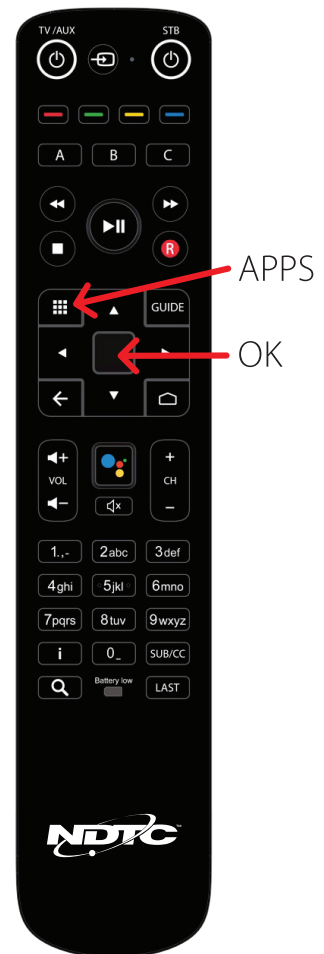 TV /AUX
STB
A
B
C
R
APPS
GUIDE
OK
VOL
CH
1.,-
2abc
3def
4ghi
5jkl
6mno
7pqrs
8tuv
9wxyz
i
0_
SUB/CC
Battery low
LAST
NDTC™